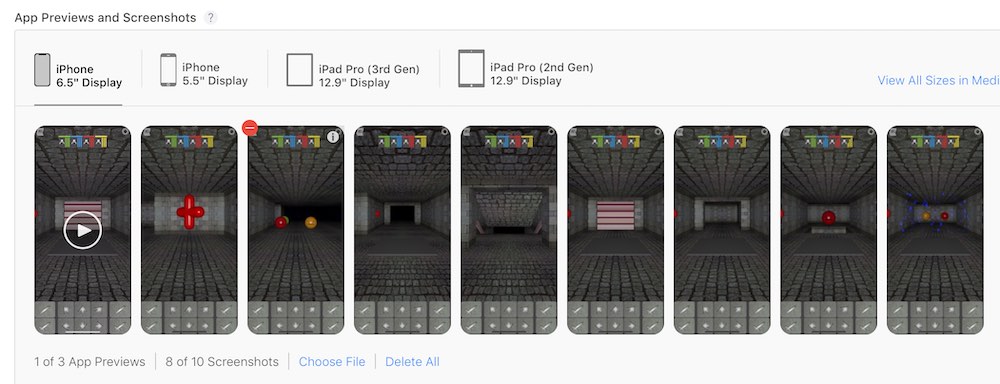 App Previews and Screenshots ?
iPhone
6.5" Display
iPhone
5.5" Display
iPad Pro (3rd Gen)
12.9" Display
iPad Pro (2nd Gen)
12.9" Display
View All Sizes in Medi
1 of 3 App Previews
8 of 10 Screenshots
Choose File
Delete All